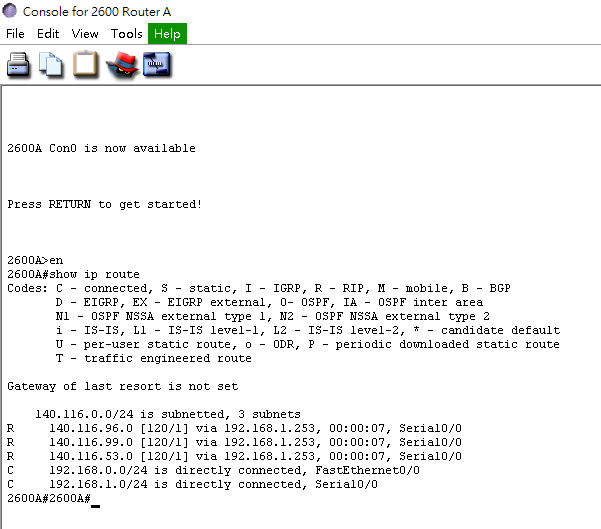 Console for 2600 Router A
File Edit View Tools Help
2600A Con0 is now available
Press RETURN to get started!
2600A>en
2600A#show ip route
Codes: C - connected, S - static, I - IGRP, R - RIP, M - mobile, B - BGP
D - EIGRP, EX - EIGRP external, O- OSPF, IA - OSPF inter area
N1 - OSPF NSSA external type 1, N2 - OSPF NSSA external type 2
i - IS-IS, L1 - IS-IS level-1, L2 - IS-IS level-2, * - candidate default
U - per-user static route, o - ODR, P - periodic downloaded static route
T - traffic engineered route
Gateway of last resort is not set
140.116.0.0/24 is subnetted, 3 subnets
R 140.116.96.0 [120/1] via 192.168.1.253, 00:00:07, Serial0/0
R 140.116.99.0 [120/1] via 192.168.1.253, 00:00:07, Serial0/0
R 140.116.53.0 [120/1] via 192.168.1.253, 00:00:07, Serial0/0
C 192.168.0.0/24 is directly connected, FastEthernet0/0
C 192.168.1.0/24 is directly connected, Serial0/0
2600A#2600A#_